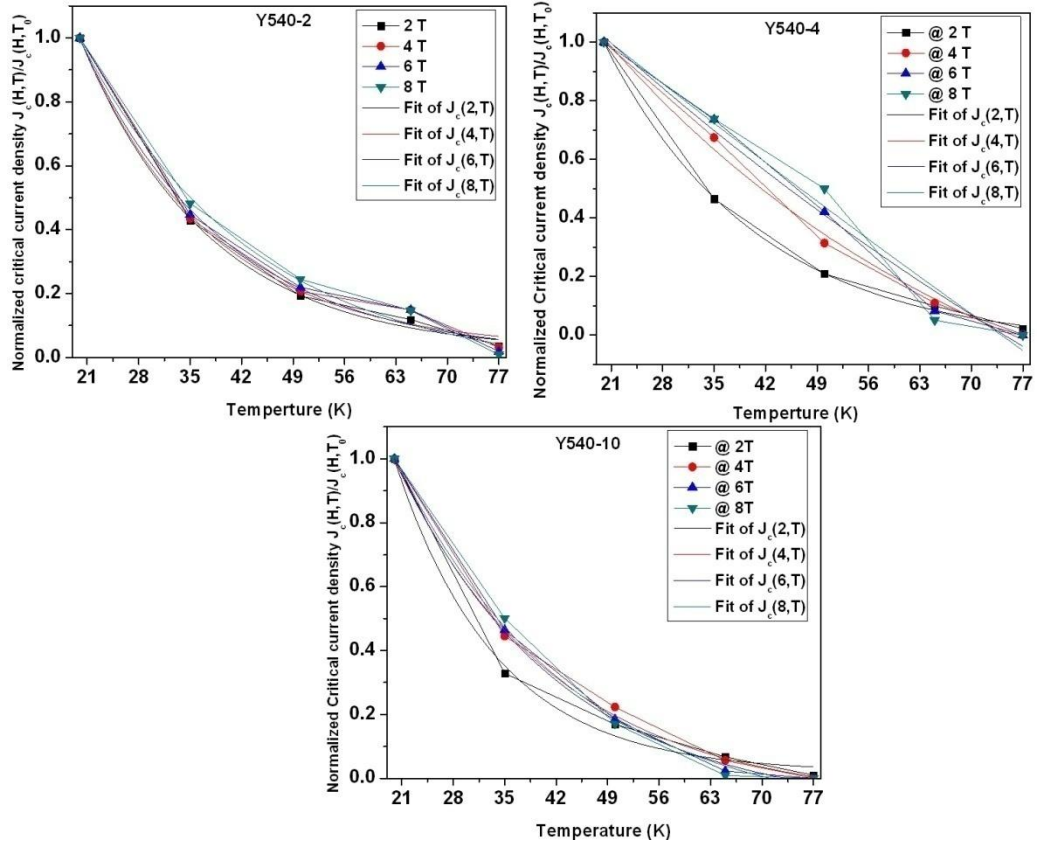 Y540-2
Normalized critical current density J_c(H,T)/J_c(H,T_0)
1.0
0.8
0.6
0.4
0.2
0.0
2 T
4 T
6 T
8 T
Fit of J_c(2,T)
Fit of J_c(4,T)
Fit of J_c(6,T)
Fit of J_c(8,T)
21 28 35 42 49 56 63 70 77
Temperture (K)
Y540-4
Normalized Critical current density J_c(H,T)/J_c(H,T_0)
1.0
0.8
0.6
0.4
0.2
0.0
@ 2 T
@ 4 T
@ 6 T
@ 8 T
Fit of J_c(2,T)
Fit of J_c(4,T)
Fit of J_c(6,T)
Fit of J_c(8,T)
21 28 35 42 49 56 63 70 77
Temperture (K)
Y540-10
Normalized Critical current density J_c(H,T)/J_c(H,T_0)
1.0
0.8
0.6
0.4
0.2
0.0
@ 2T
@ 4T
@ 6T
@ 8T
Fit of J_c(2,T)
Fit of J_c(4,T)
Fit of J_c(6,T)
Fit of J_c(8,T)
21 28 35 42 49 56 63 70 77
Temperature (K)